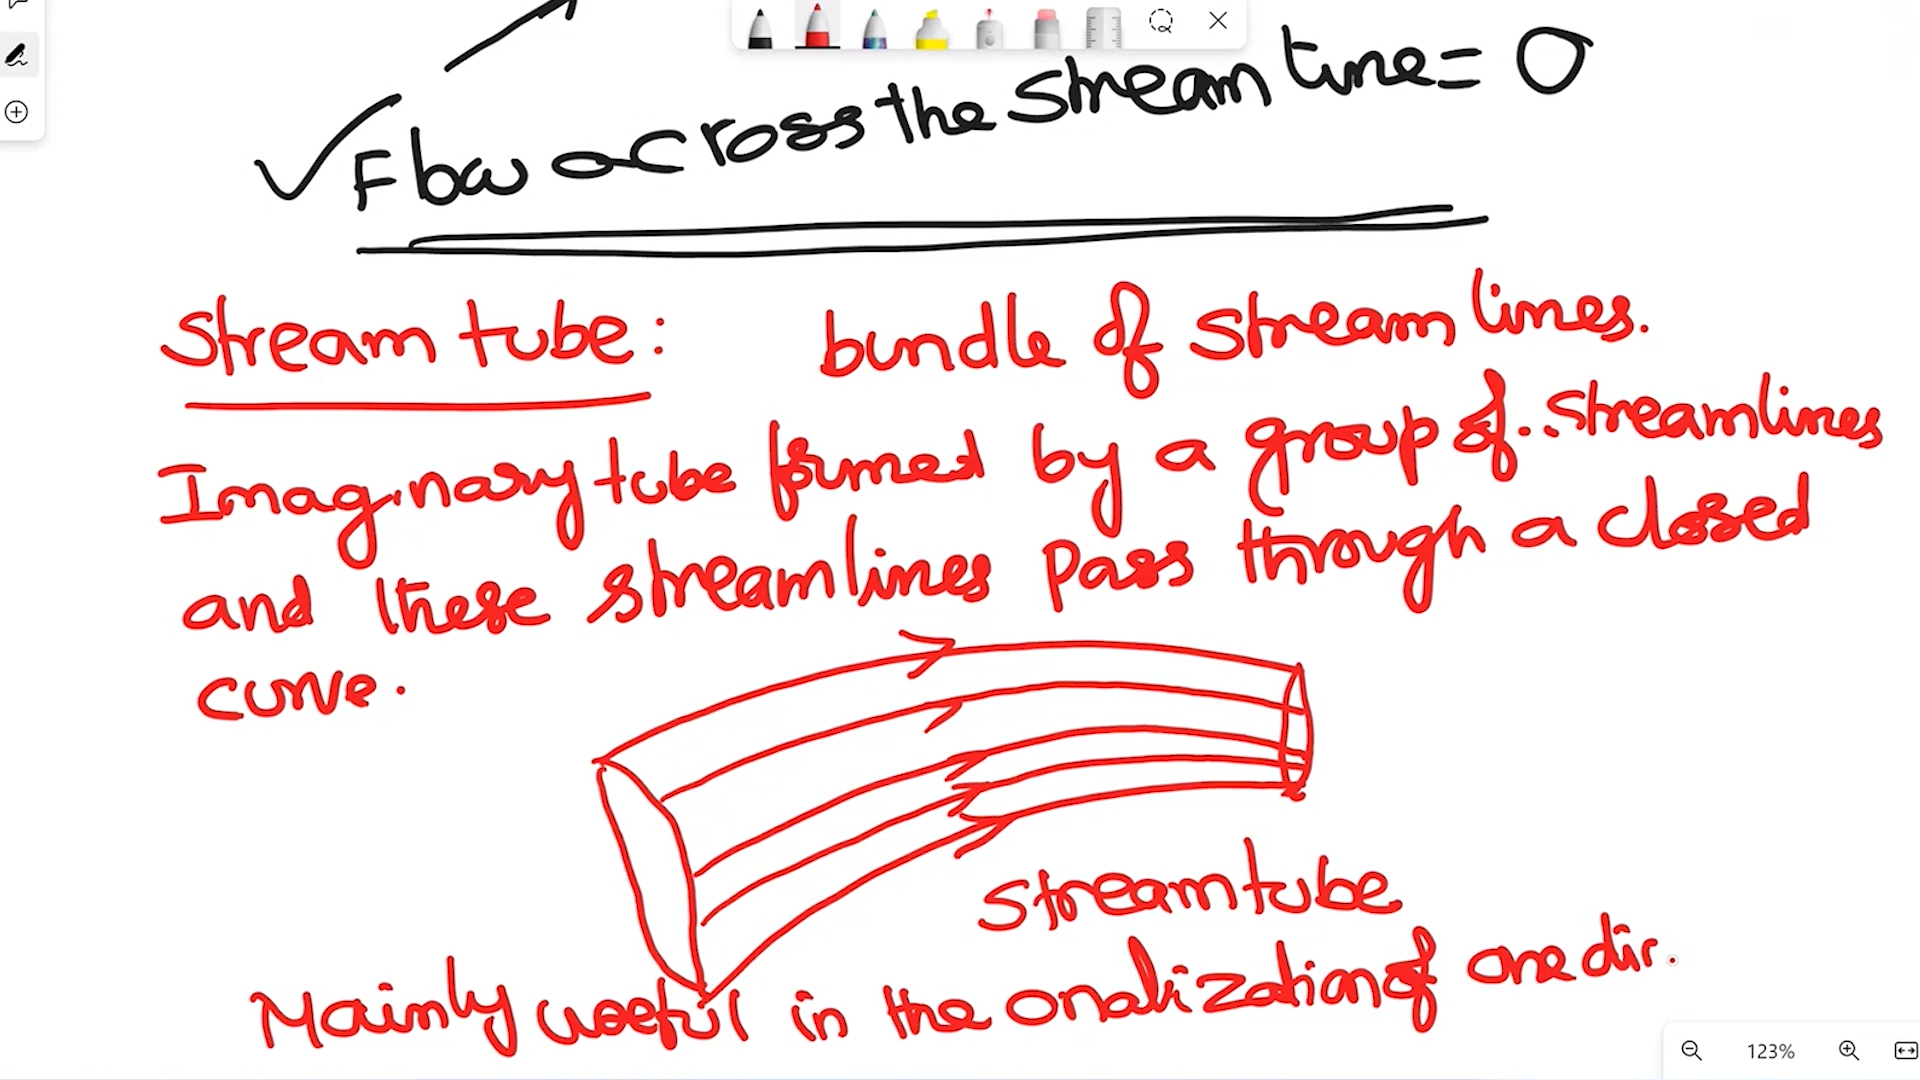 Flow across the stream line = 0
Stream tube : bundle of stream lines.
Imaginary tube formed by a group of streamlines
and these streamlines pass through a closed
curve.
Streamtube
Mainly useful in the analization of one dir.
123%